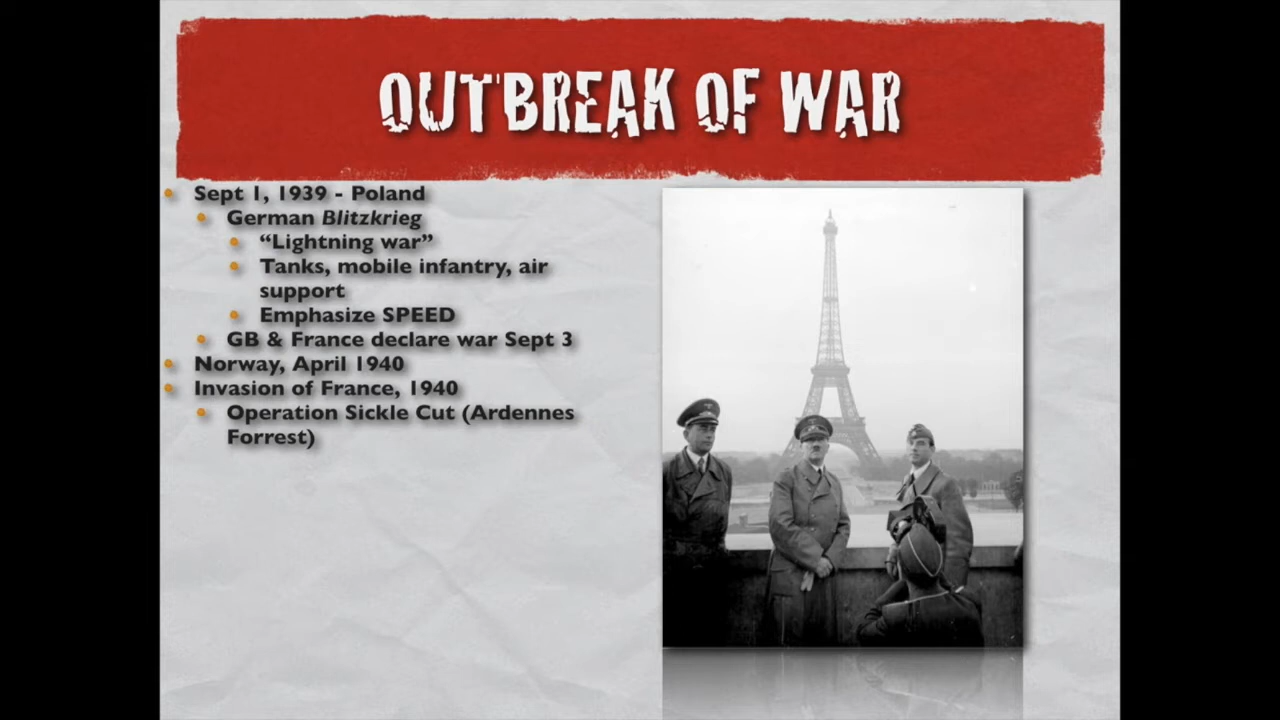 OUTBREAK OF WAR
Sept 1, 1939 - Poland
German Blitzkrieg
“Lightning war”
Tanks, mobile infantry, air
support
Emphasize SPEED
GB & France declare war Sept 3
Norway, April 1940
Invasion of France, 1940
Operation Sickle Cut (Ardennes
Forrest)